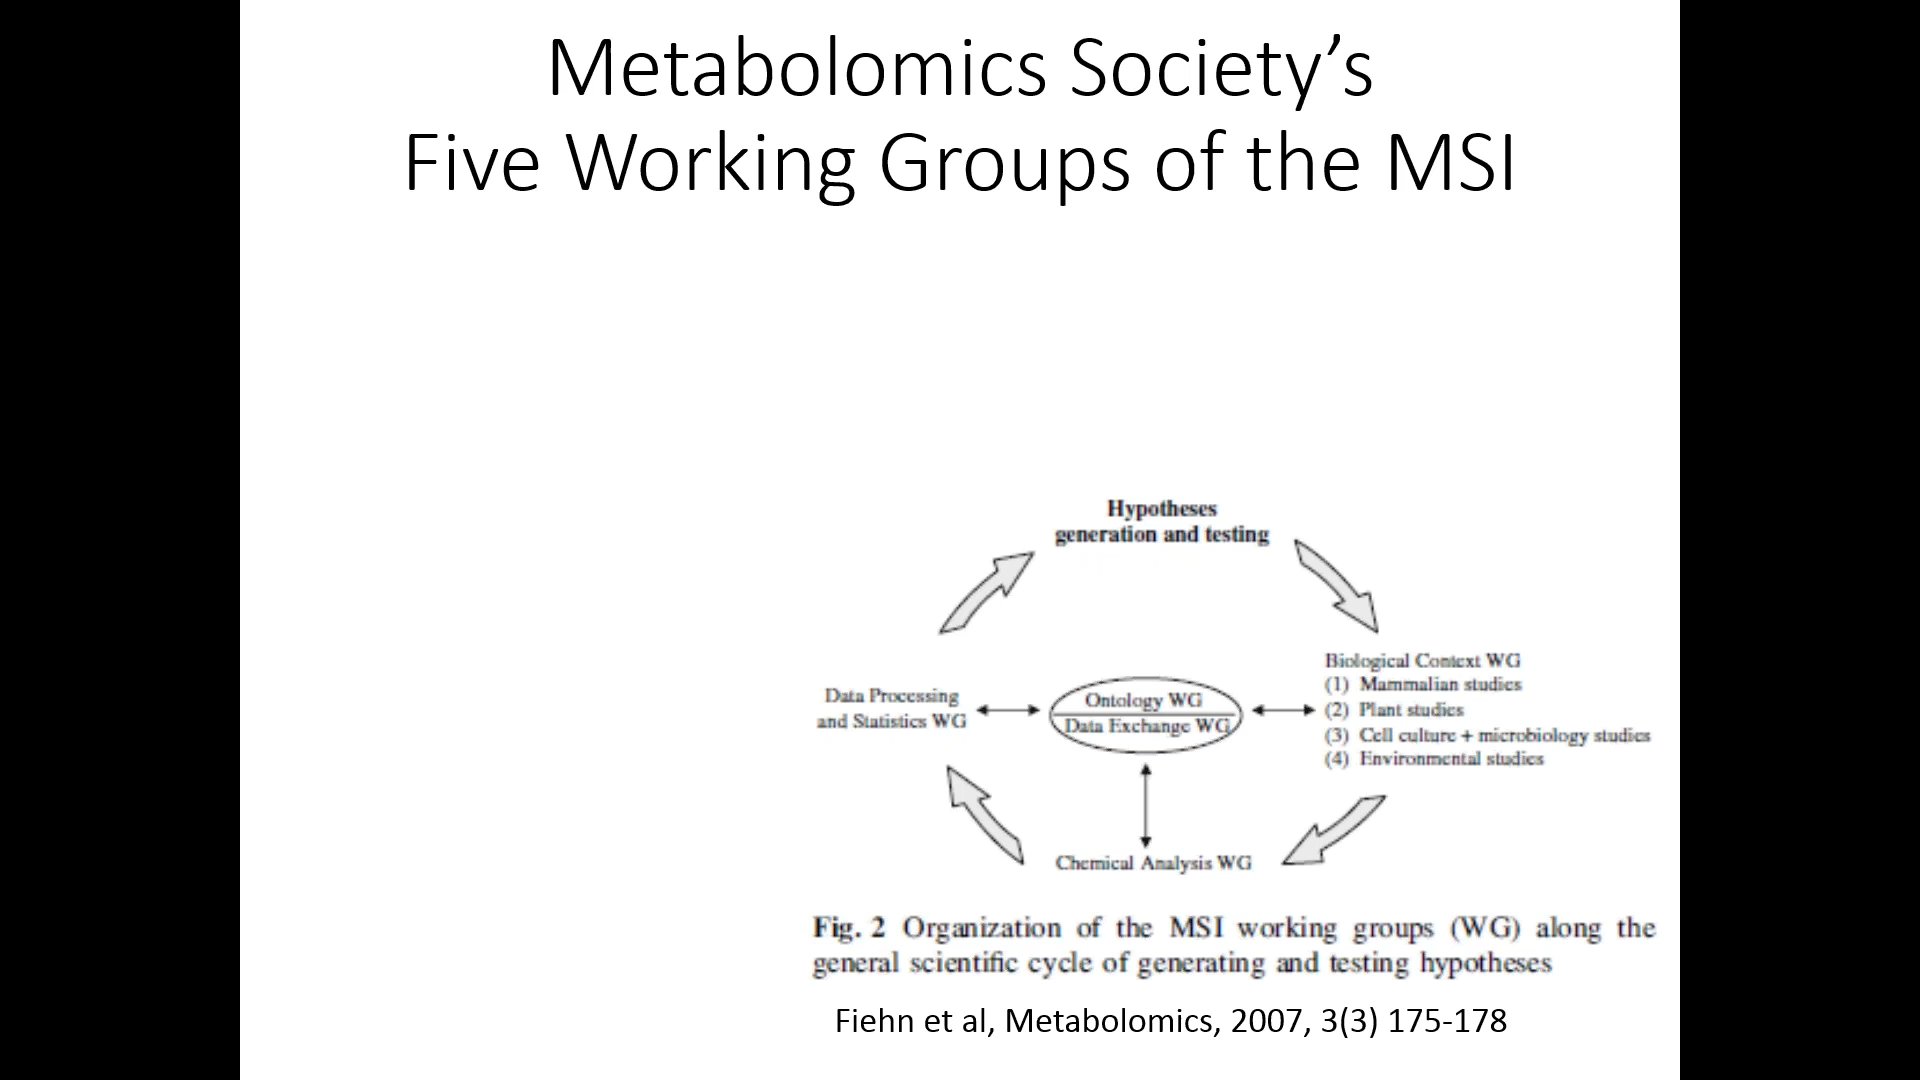 Metabolomics Society’s
Five Working Groups of the MSI
Hypotheses
generation and testing
Data Processing
and Statistics WG
Ontology WG
Data Exchange WG
Biological Context WG
(1) Mammalian studies
(2) Plant studies
(3) Cell culture + microbiology studies
(4) Environmental studies
Chemical Analysis WG
Fig. 2 Organization of the MSI working groups (WG) along the
general scientific cycle of generating and testing hypotheses
Fiehn et al, Metabolomics, 2007, 3(3) 175-178